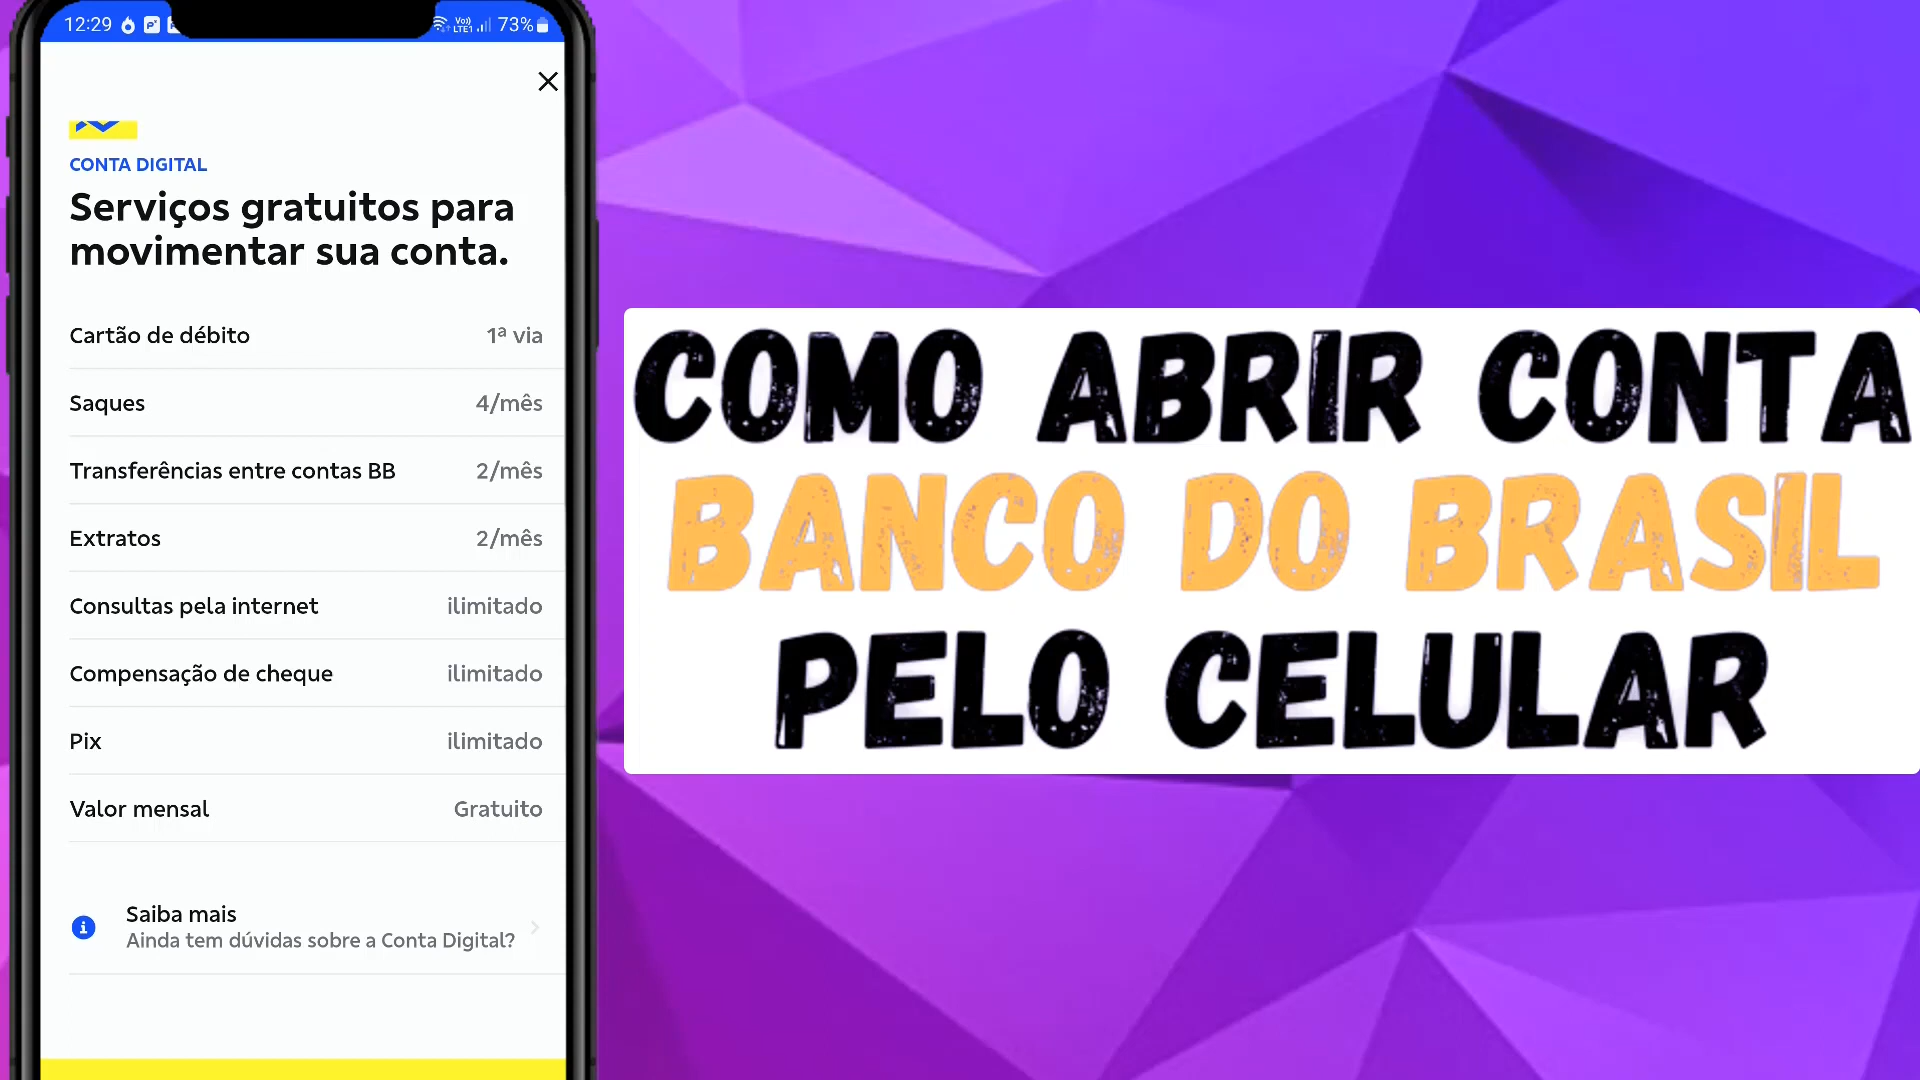 12:29
Vo)) LTE1 73%
CONTA DIGITAL
Serviços gratuitos para
movimentar sua conta.
Cartão de débito 1ª via
Saques 4/mês
Transferências entre contas BB 2/mês
Extratos 2/mês
Consultas pela internet ilimitado
Compensação de cheque ilimitado
Pix ilimitado
Valor mensal Gratuito
Saiba mais
Ainda tem dúvidas sobre a Conta Digital?
COMO ABRIR CONTA
BANCO DO BRASIL
PELO CELULAR